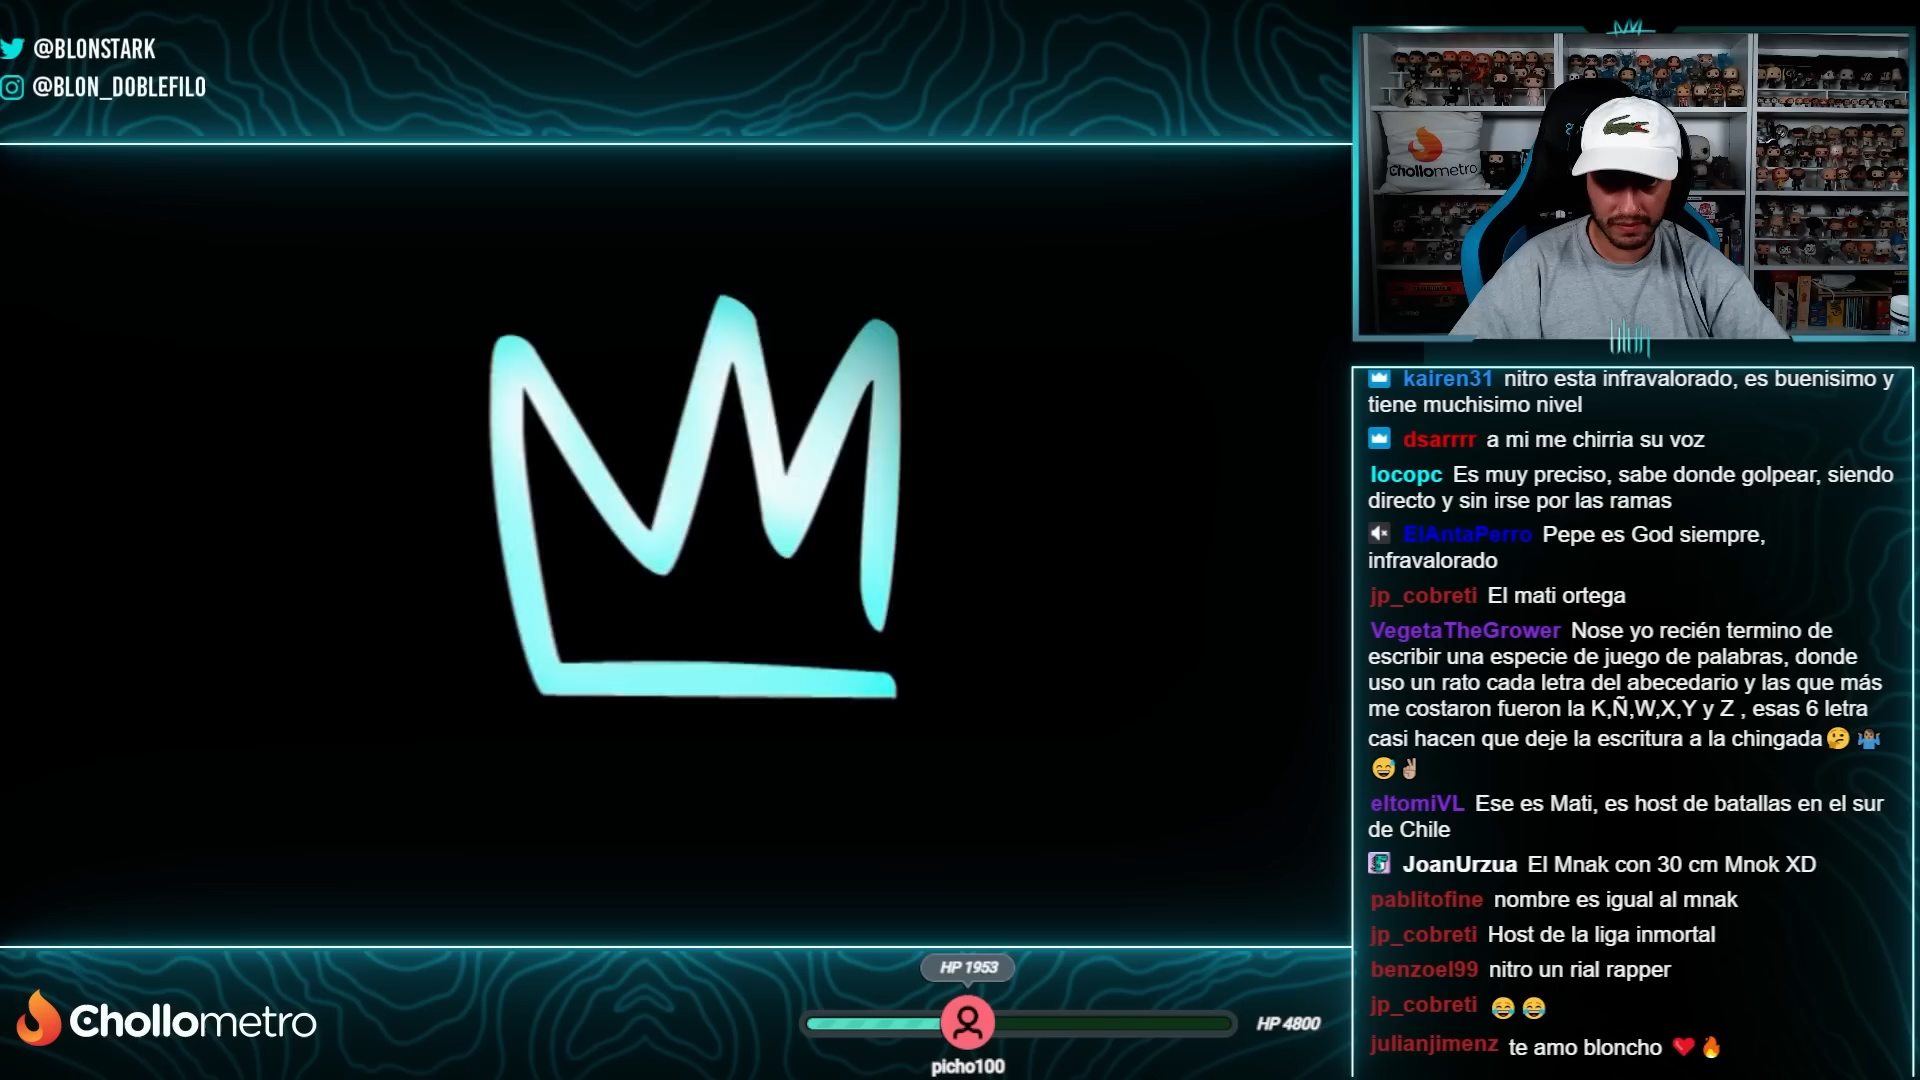 @BLONSTARK
@BLON_DOBLEFILO
Chollometro
kairen31 nitro esta infravalorado, es buenisimo y
tiene muchisimo nivel
dsarrrr a mi me chirria su voz
locopc Es muy preciso, sabe donde golpear, siendo
directo y sin irse por las ramas
ElAntaPerro Pepe es God siempre,
infravalorado
jp_cobreti El mati ortega
VegetaTheGrower Nose yo recién termino de
escribir una especie de juego de palabras, donde
uso un rato cada letra del abecedario y las que más
me costaron fueron la K,Ñ,W,X,Y y Z , esas 6 letra
casi hacen que deje la escritura a la chingada🤔🤷🏽‍♂️
😅✌🏽
eltomiVL Ese es Mati, es host de batallas en el sur
de Chile
JoanUrzua El Mnak con 30 cm Mnok XD
pablitofine nombre es igual al mnak
jp_cobreti Host de la liga inmortal
benzoel99 nitro un rial rapper
jp_cobreti 😂 😂
julianjimenz te amo bloncho ❤️🔥
HP 1953
Chollometro
HP 4800
picho100